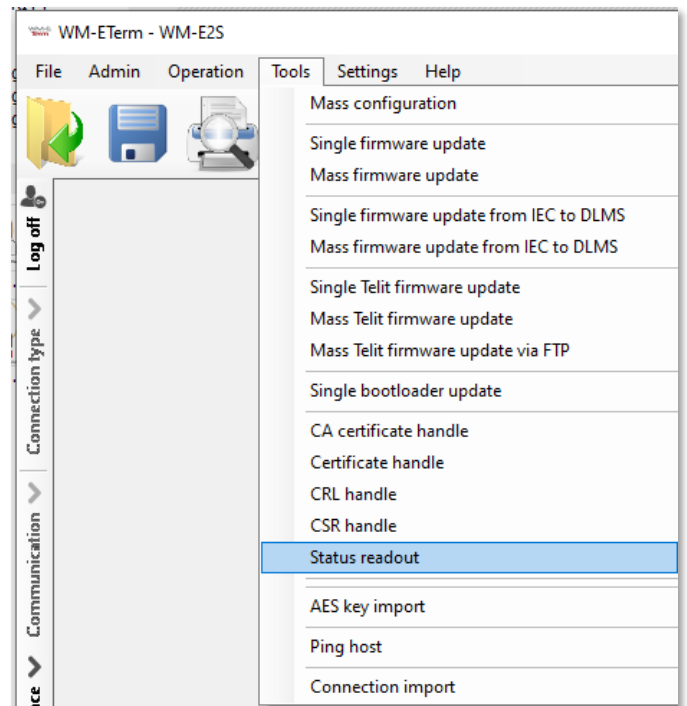 WM-ETerm - WM-E2S
File Admin Operation Tools Settings Help
Mass configuration
Single firmware update
Mass firmware update
Single firmware update from IEC to DLMS
Mass firmware update from IEC to DLMS
Single Telit firmware update
Mass Telit firmware update
Mass Telit firmware update via FTP
Single bootloader update
CA certificate handle
Certificate handle
CRL handle
CSR handle
Status readout
AES key import
Ping host
Connection import
Log off
Connection type
Communication